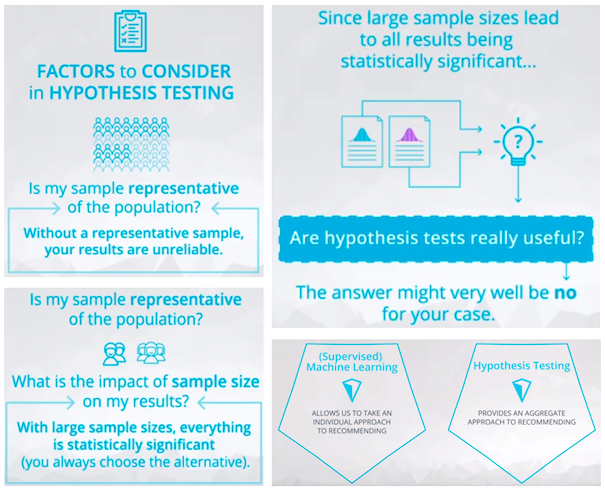 FACTORS to CONSIDER
in HYPOTHESIS TESTING
Is my sample representative
of the population?
Without a representative sample,
your results are unreliable.
Is my sample representative
of the population?
What is the impact of sample size
on my results?
With large sample sizes, everything
is statistically significant
(you always choose the alternative).
Since large sample sizes lead
to all results being
statistically significant...
?
Are hypothesis tests really useful?
The answer might very well be no
for your case.
(Supervised)
Machine Learning
ALLOWS US TO TAKE AN
INDIVIDUAL APPROACH
TO RECOMMENDING
Hypothesis Testing
PROVIDES AN AGGREGATE
APPROACH TO RECOMMENDING